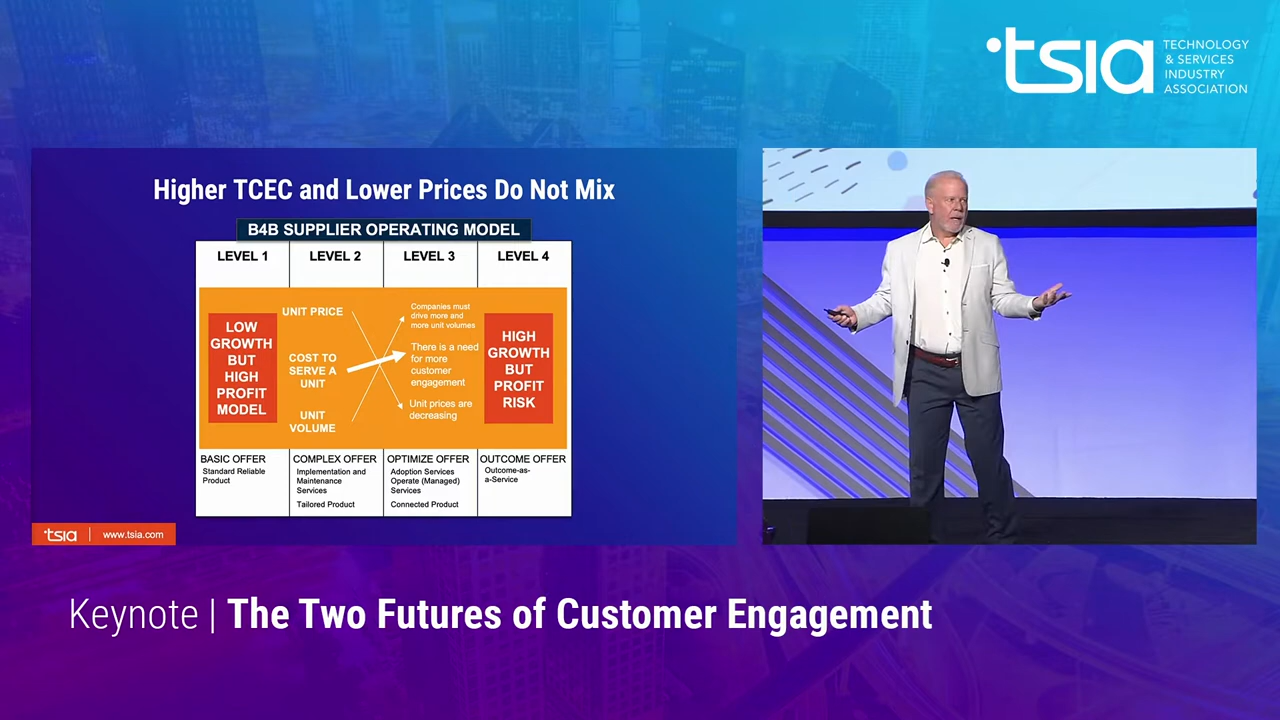 tsia
TECHNOLOGY
& SERVICES
INDUSTRY
ASSOCIATION
Higher TCEC and Lower Prices Do Not Mix
B4B SUPPLIER OPERATING MODEL
LEVEL 1
LEVEL 2
LEVEL 3
LEVEL 4
LOW
GROWTH
BUT
HIGH
PROFIT
MODEL
UNIT PRICE
COST TO
SERVE A
UNIT
UNIT
VOLUME
Companies must
drive more and
more unit volumes
There is a need
for more
customer
engagement
Unit prices are
decreasing
HIGH
GROWTH
BUT
PROFIT
RISK
BASIC OFFER
Standard Reliable
Product
COMPLEX OFFER
Implementation and
Maintenance
Services
Tailored Product
OPTIMIZE OFFER
Adoption Services
Operate (Managed)
Services
Connected Product
OUTCOME OFFER
Outcome-as-
a-Service
tsia | www.tsia.com
Keynote | The Two Futures of Customer Engagement